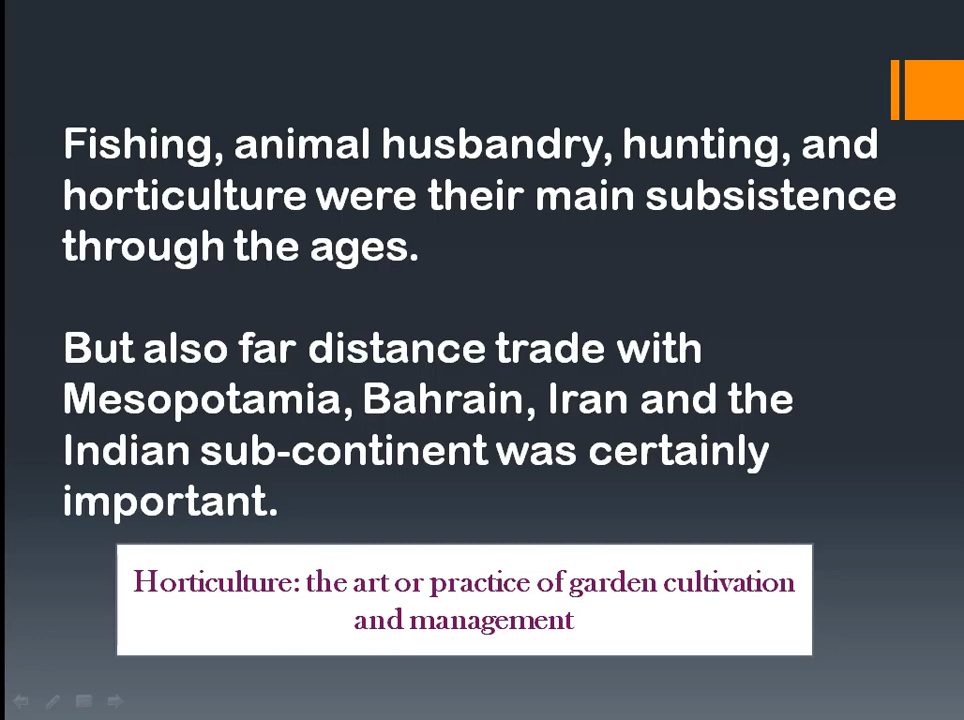 Fishing, animal husbandry, hunting, and
horticulture were their main subsistence
through the ages.
But also far distance trade with
Mesopotamia, Bahrain, Iran and the
Indian sub-continent was certainly
important.
Horticulture: the art or practice of garden cultivation
and management